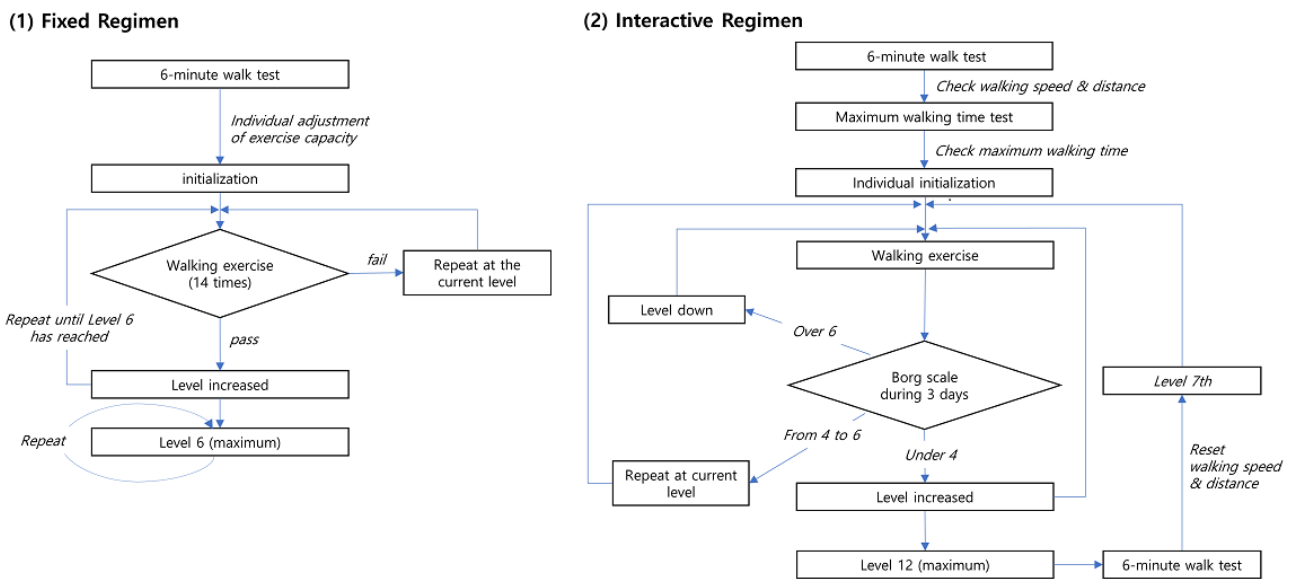 (1) Fixed Regimen
6-minute walk test
Individual adjustment
of exercise capacity
initialization
Walking exercise
(14 times)
fail
Repeat at the
current level
Repeat until Level 6
has reached
pass
Level increased
Repeat
Level 6 (maximum)
(2) Interactive Regimen
6-minute walk test
Check walking speed & distance
Maximum walking time test
Check maximum walking time
Individual initialization
Walking exercise
Level down
Over 6
Borg scale
during 3 days
Level 7th
From 4 to 6
Under 4
Repeat at current
level
Level increased
Reset
walking speed
& distance
Level 12 (maximum)
6-minute walk test